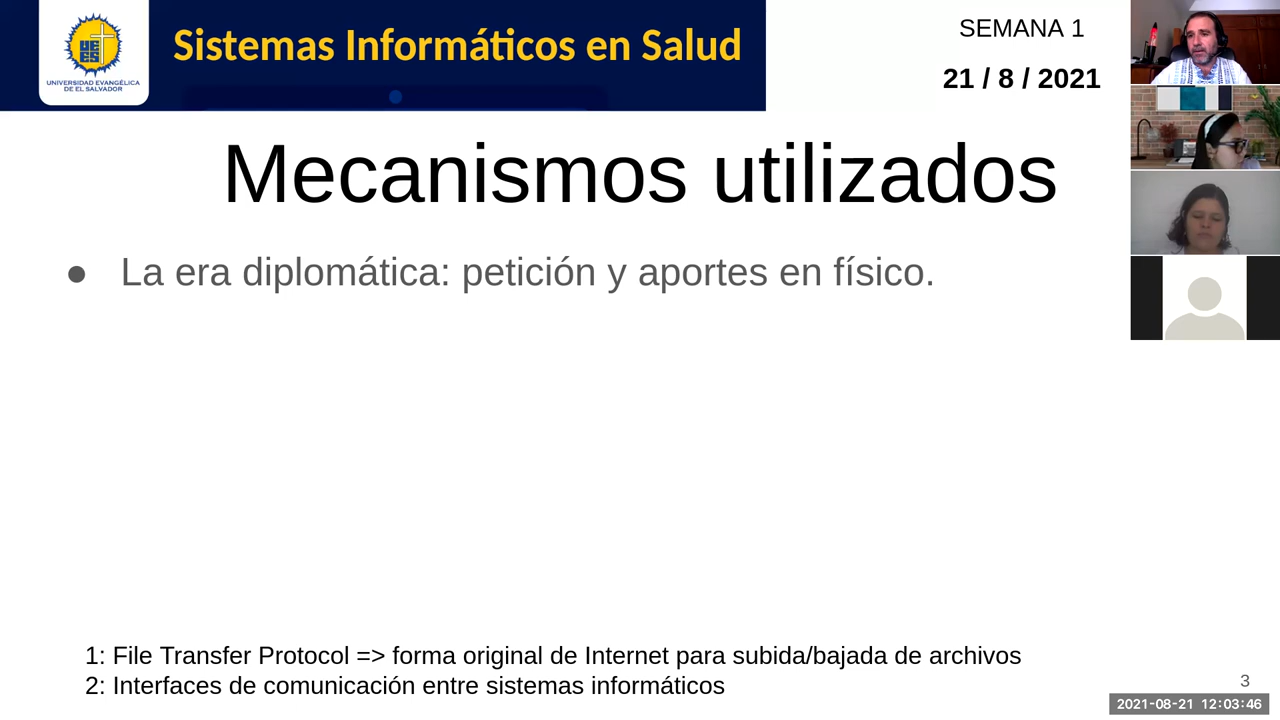 UNIVERSIDAD EVANGÉLICA
DE EL SALVADOR
Sistemas Informáticos en Salud
SEMANA 1
21 / 8 / 2021
Mecanismos utilizados
● La era diplomática: petición y aportes en físico.
1: File Transfer Protocol => forma original de Internet para subida/bajada de archivos
2: Interfaces de comunicación entre sistemas informáticos
3
2021-08-21 12:03:46